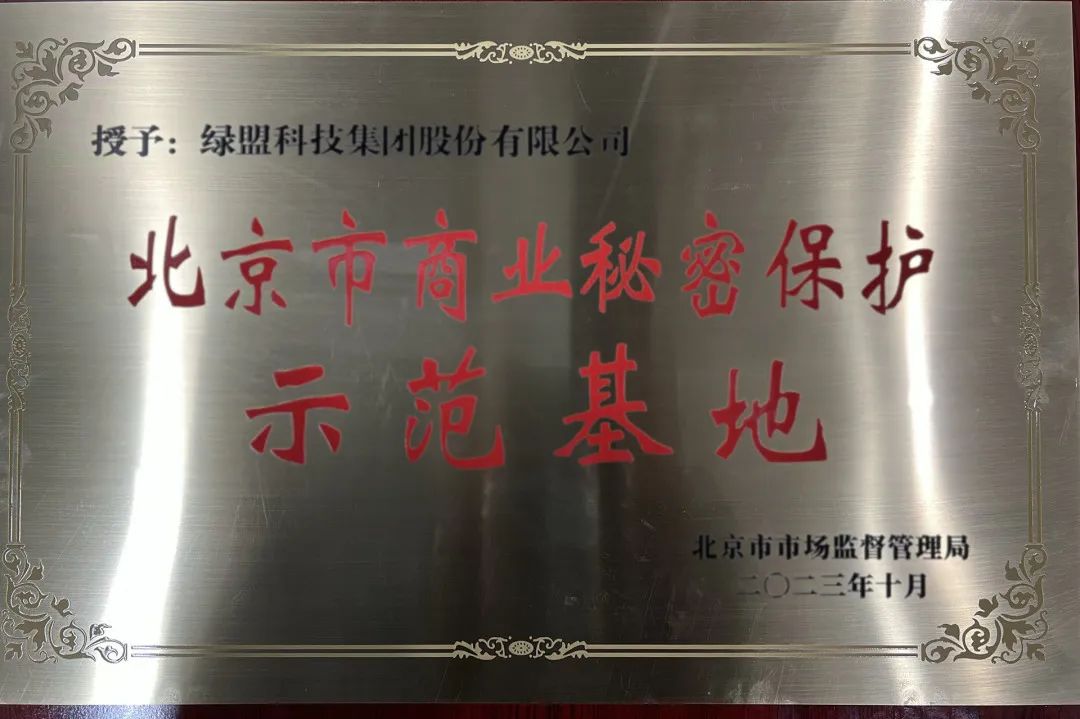 授予：绿盟科技集团股份有限公司
北京市商业秘密保护
示范基地
北京市市场监督管理局
二〇二三年十月